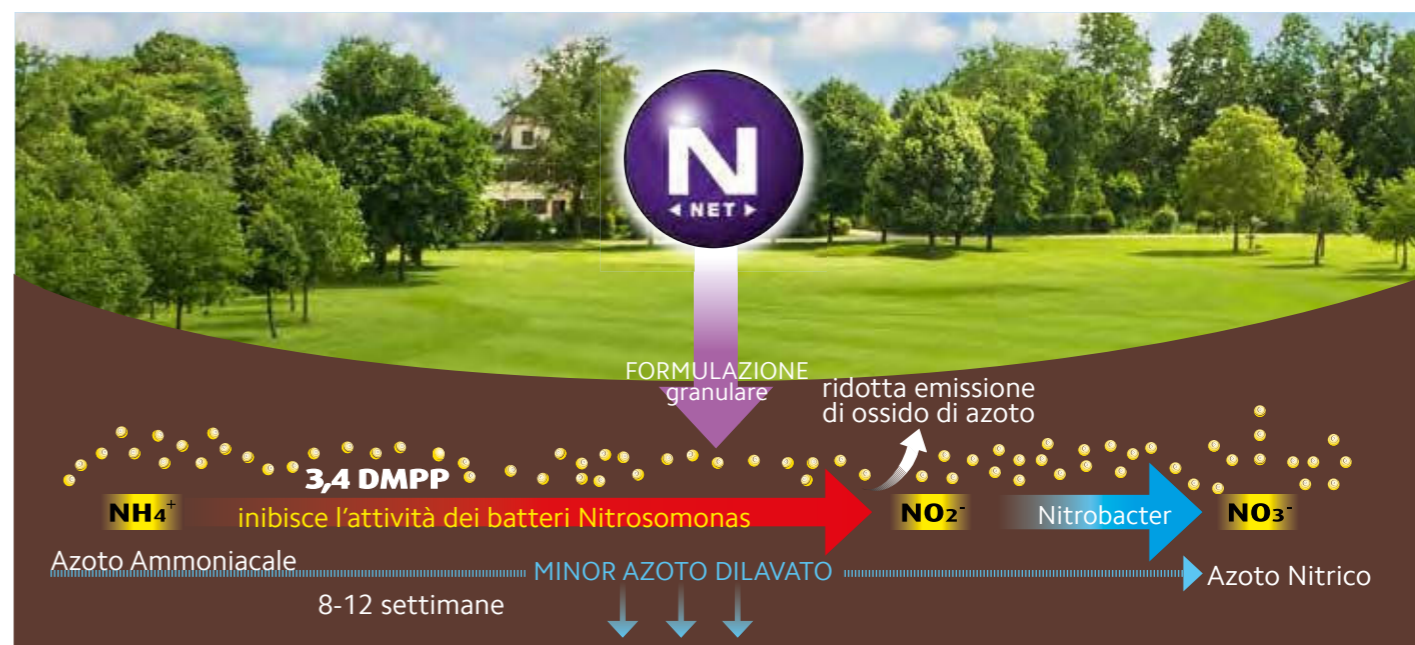 N
NET
FORMULAZIONE
granulare
ridotta emissione
di ossido di azoto
3,4 DMPP
NH₄⁺
inibisce l'attività dei batteri Nitrosomonas
NO₂⁻
Nitrobacter
NO₃⁻
Azoto Ammoniacale
MINOR AZOTO DILAVATO
Azoto Nitrico
8-12 settimane